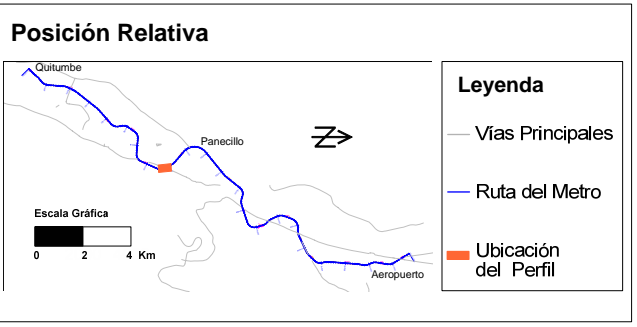 Posición Relativa
Quitumbe
Panecillo
Z
Escala Gráfica
0 2 4 Km
Aeropuerto
Leyenda
Vías Principales
Ruta del Metro
Ubicación
del Perfil